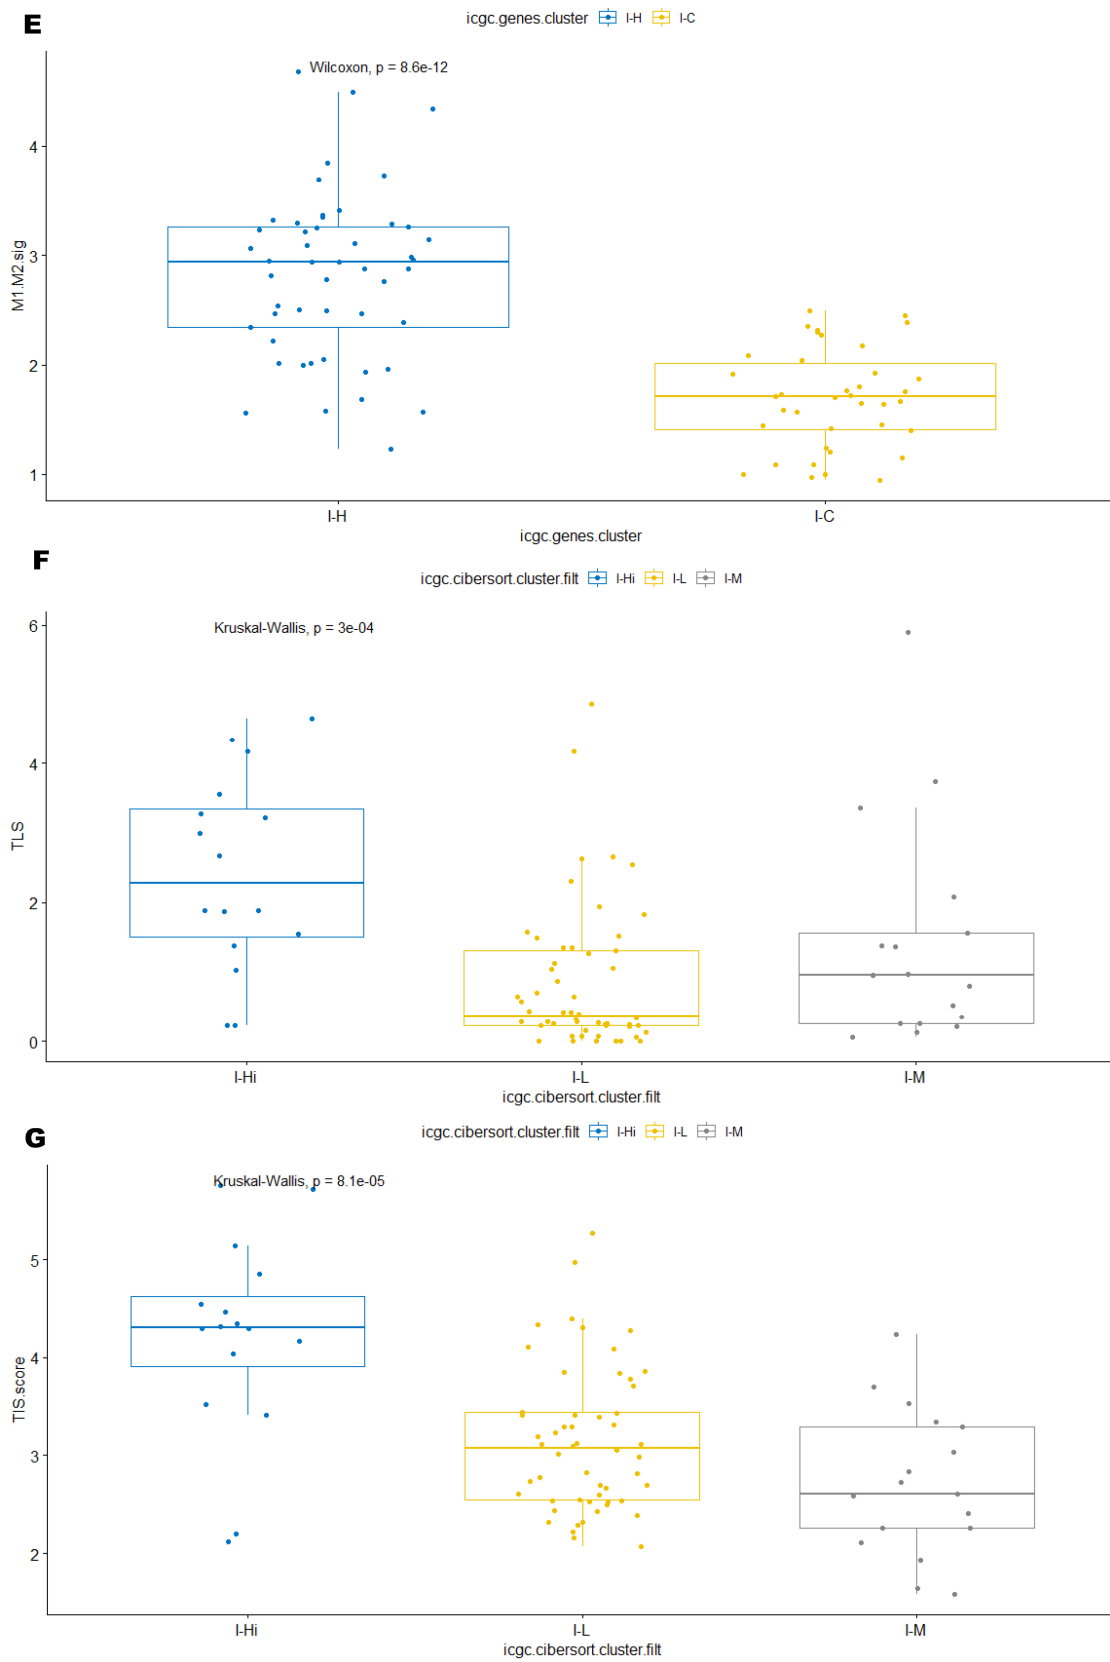 E
icgc.genes.cluster I-H I-C
Wilcoxon, p = 8.6e-12
M1.M2.sig
4
3
2
1
I-H I-C
icgc.genes.cluster
F
icgc.cibersort.cluster.filt I-Hi I-L I-M
Kruskal-Wallis, p = 3e-04
TLS
6
4
2
0
I-Hi I-L I-M
icgc.cibersort.cluster.filt
G
icgc.cibersort.cluster.filt I-Hi I-L I-M
Kruskal-Wallis, p = 8.1e-05
TIS.score
5
4
3
2
I-Hi I-L I-M
icgc.cibersort.cluster.filt